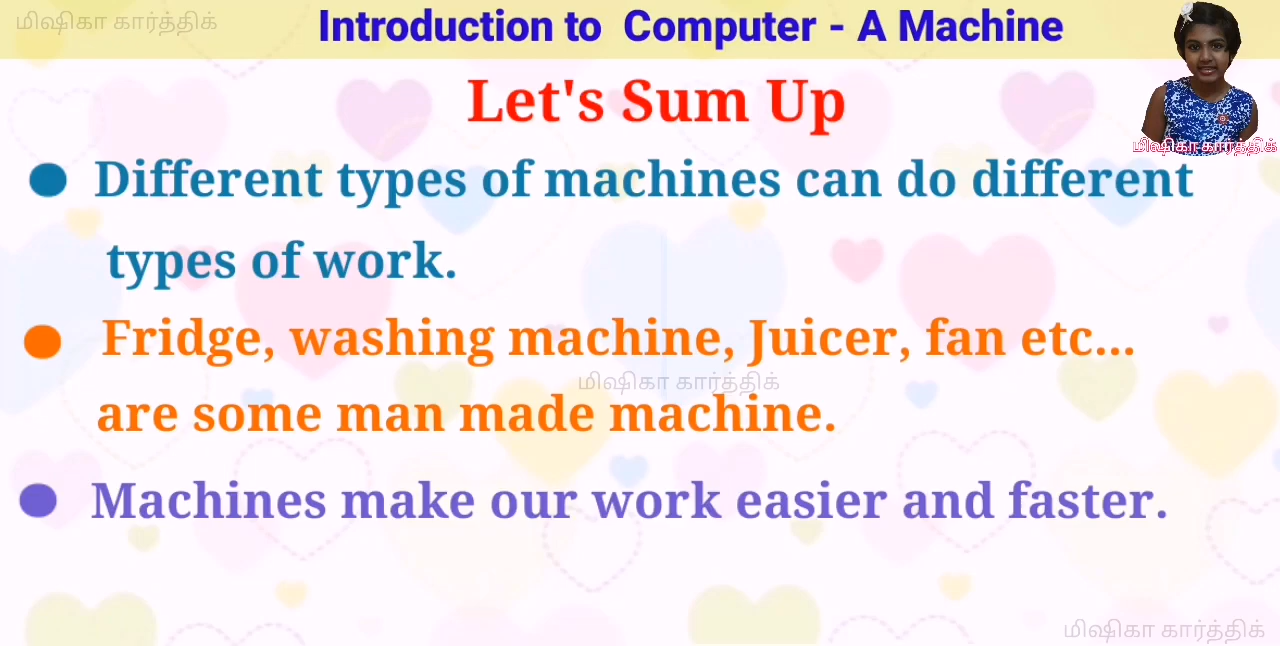 மிஷிகா கார்த்திக்
Introduction to Computer - A Machine
மிஷிகா கார்த்திக்
Let's Sum Up
Different types of machines can do different
types of work.
Fridge, washing machine, Juicer, fan etc...
மிஷிகா கார்த்திக்
are some man made machine.
Machines make our work easier and faster.
மிஷிகா கார்த்திக்